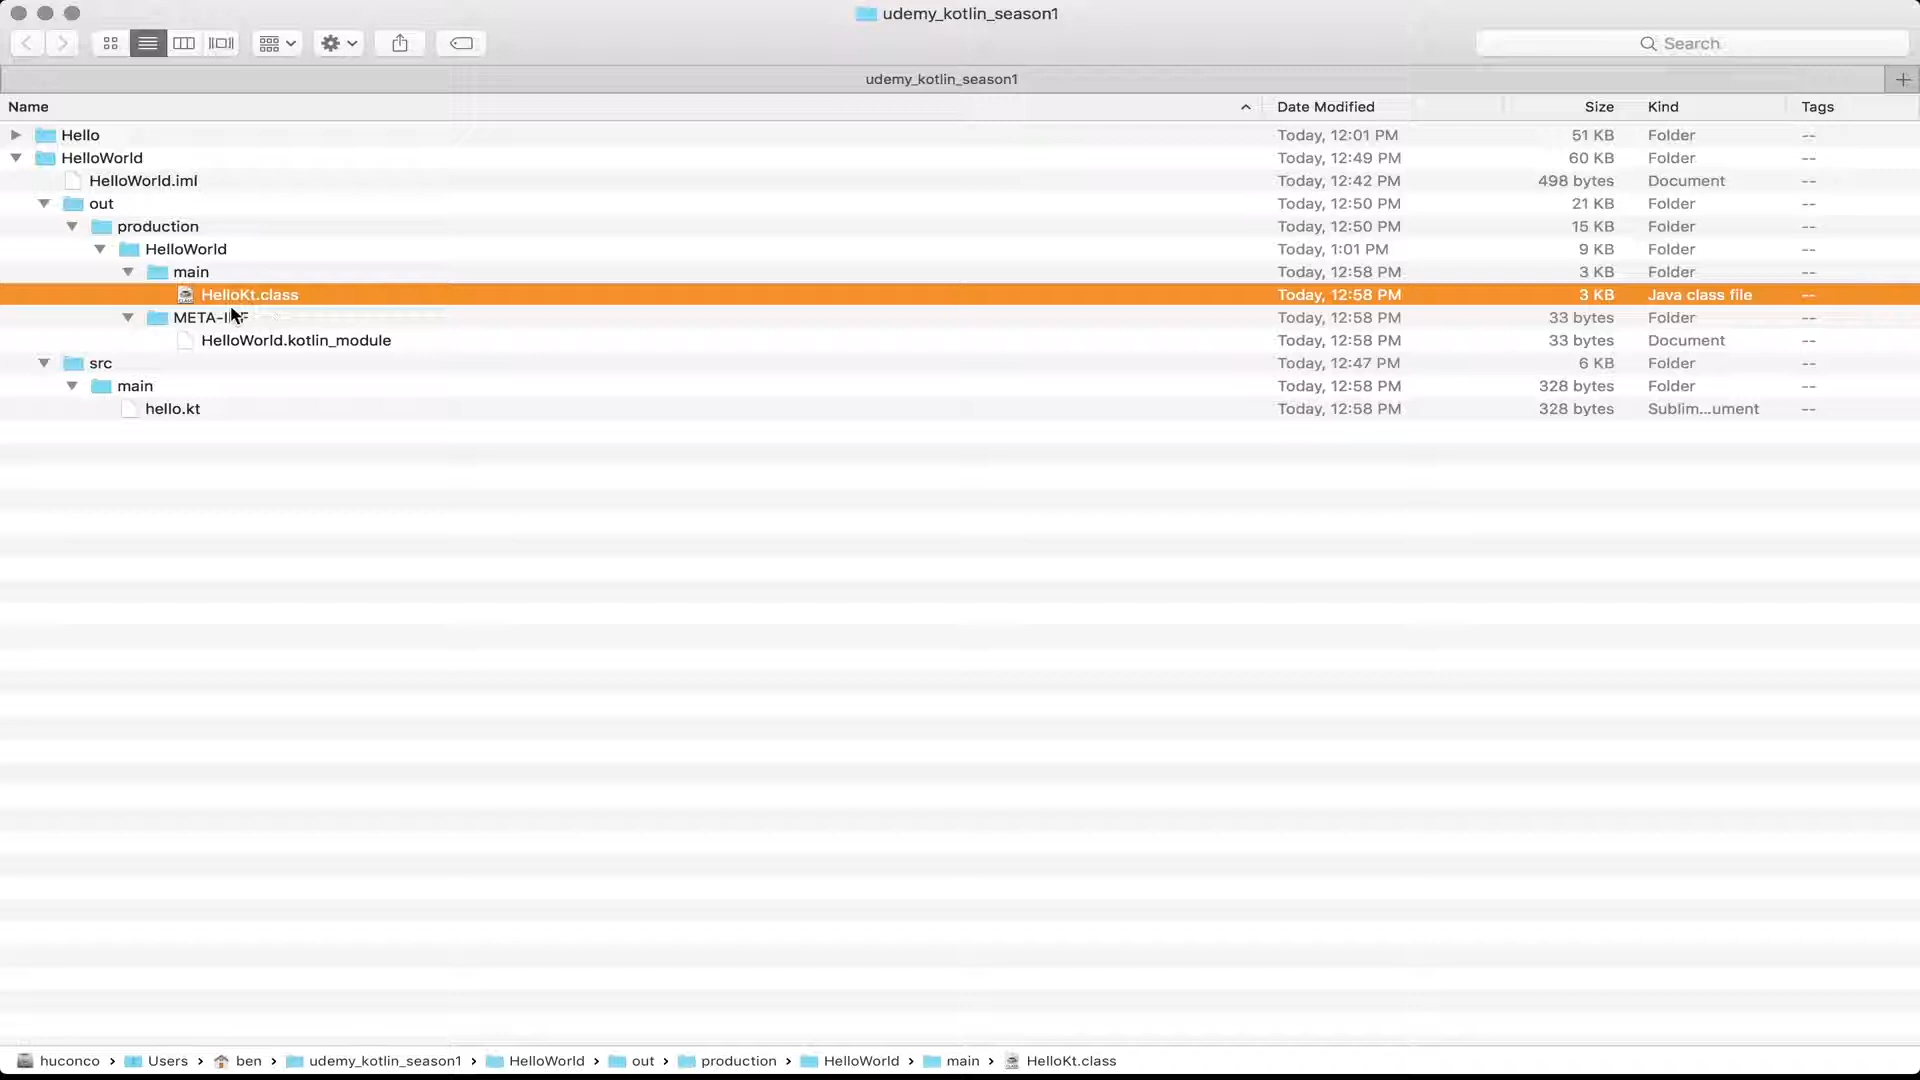 udemy_kotlin_season1
Search
udemy_kotlin_season1
Name Date Modified Size Kind Tags
Hello Today, 12:01 PM 51 KB Folder --
HelloWorld Today, 12:49 PM 60 KB Folder --
HelloWorld.iml Today, 12:42 PM 498 bytes Document --
out Today, 12:50 PM 21 KB Folder --
production Today, 12:50 PM 15 KB Folder --
HelloWorld Today, 1:01 PM 9 KB Folder --
main Today, 12:58 PM 3 KB Folder --
HelloKt.class Today, 12:58 PM 3 KB Java class file --
META-INF Today, 12:58 PM 33 bytes Folder --
HelloWorld.kotlin_module Today, 12:58 PM 33 bytes Document --
src Today, 12:47 PM 6 KB Folder --
main Today, 12:58 PM 328 bytes Folder --
hello.kt Today, 12:58 PM 328 bytes Sublim...ument --
huconco › Users › ben › udemy_kotlin_season1 › HelloWorld › out › production › HelloWorld › main › HelloKt.class